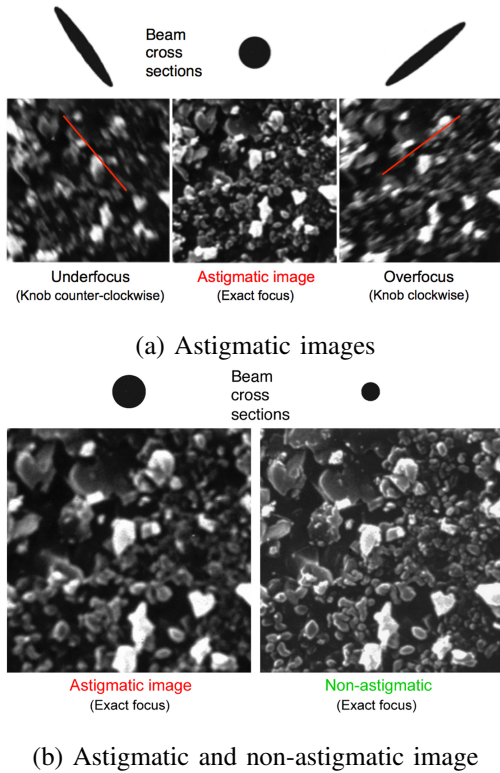 Beam
cross
sections
Underfocus
(Knob counter-clockwise)
Astigmatic image
(Exact focus)
Overfocus
(Knob clockwise)
(a) Astigmatic images
Beam
cross
sections
Astigmatic image
(Exact focus)
Non-astigmatic
(Exact focus)
(b) Astigmatic and non-astigmatic image